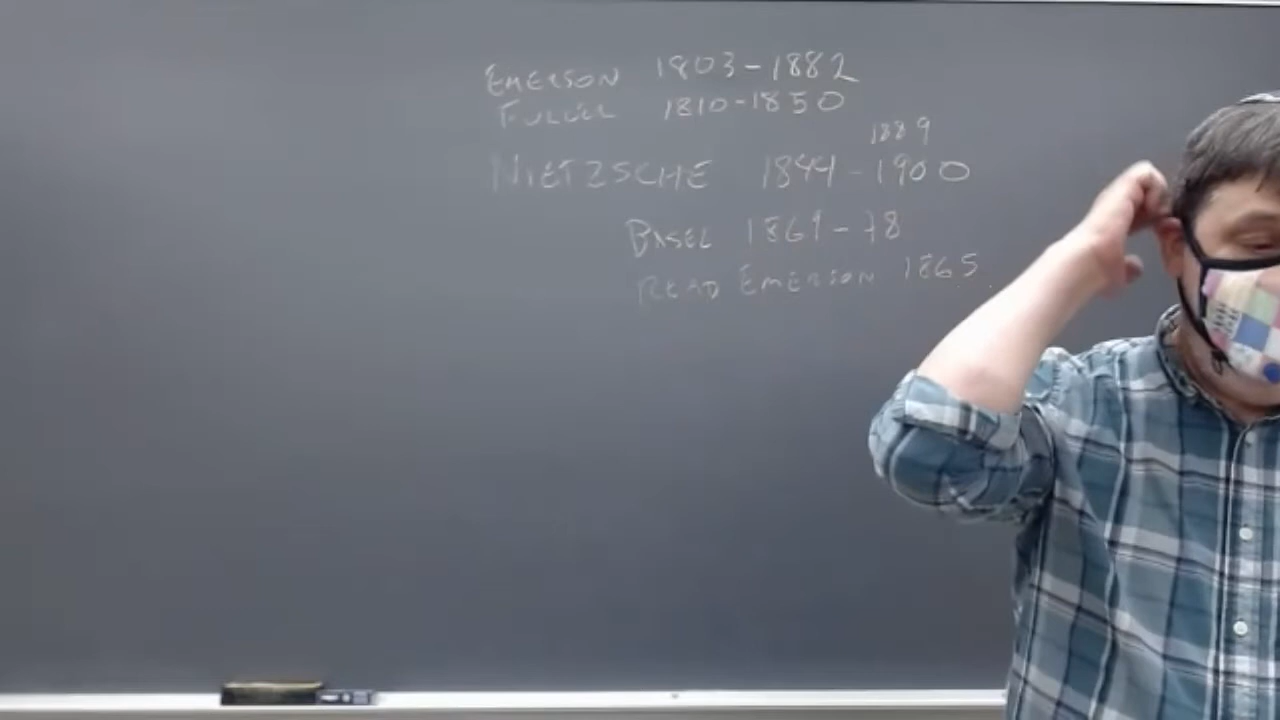 EMERSON 1803-1882
FULLER 1810-1850
1889
NIETZSCHE 1844-1900
BASEL 1869-78
READ EMERSON 1865